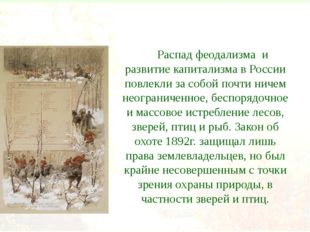 Распад феодализма и
развитие капитализма в России
повлекли за собой почти ничем
неограниченное, беспорядочное
и массовое истребление лесов,
зверей, птиц и рыб. Закон об
охоте 1892г. защищал лишь
права землевладельцев, но был
крайне несовершенным с точки
зрения охраны природы, в
частности зверей и птиц.